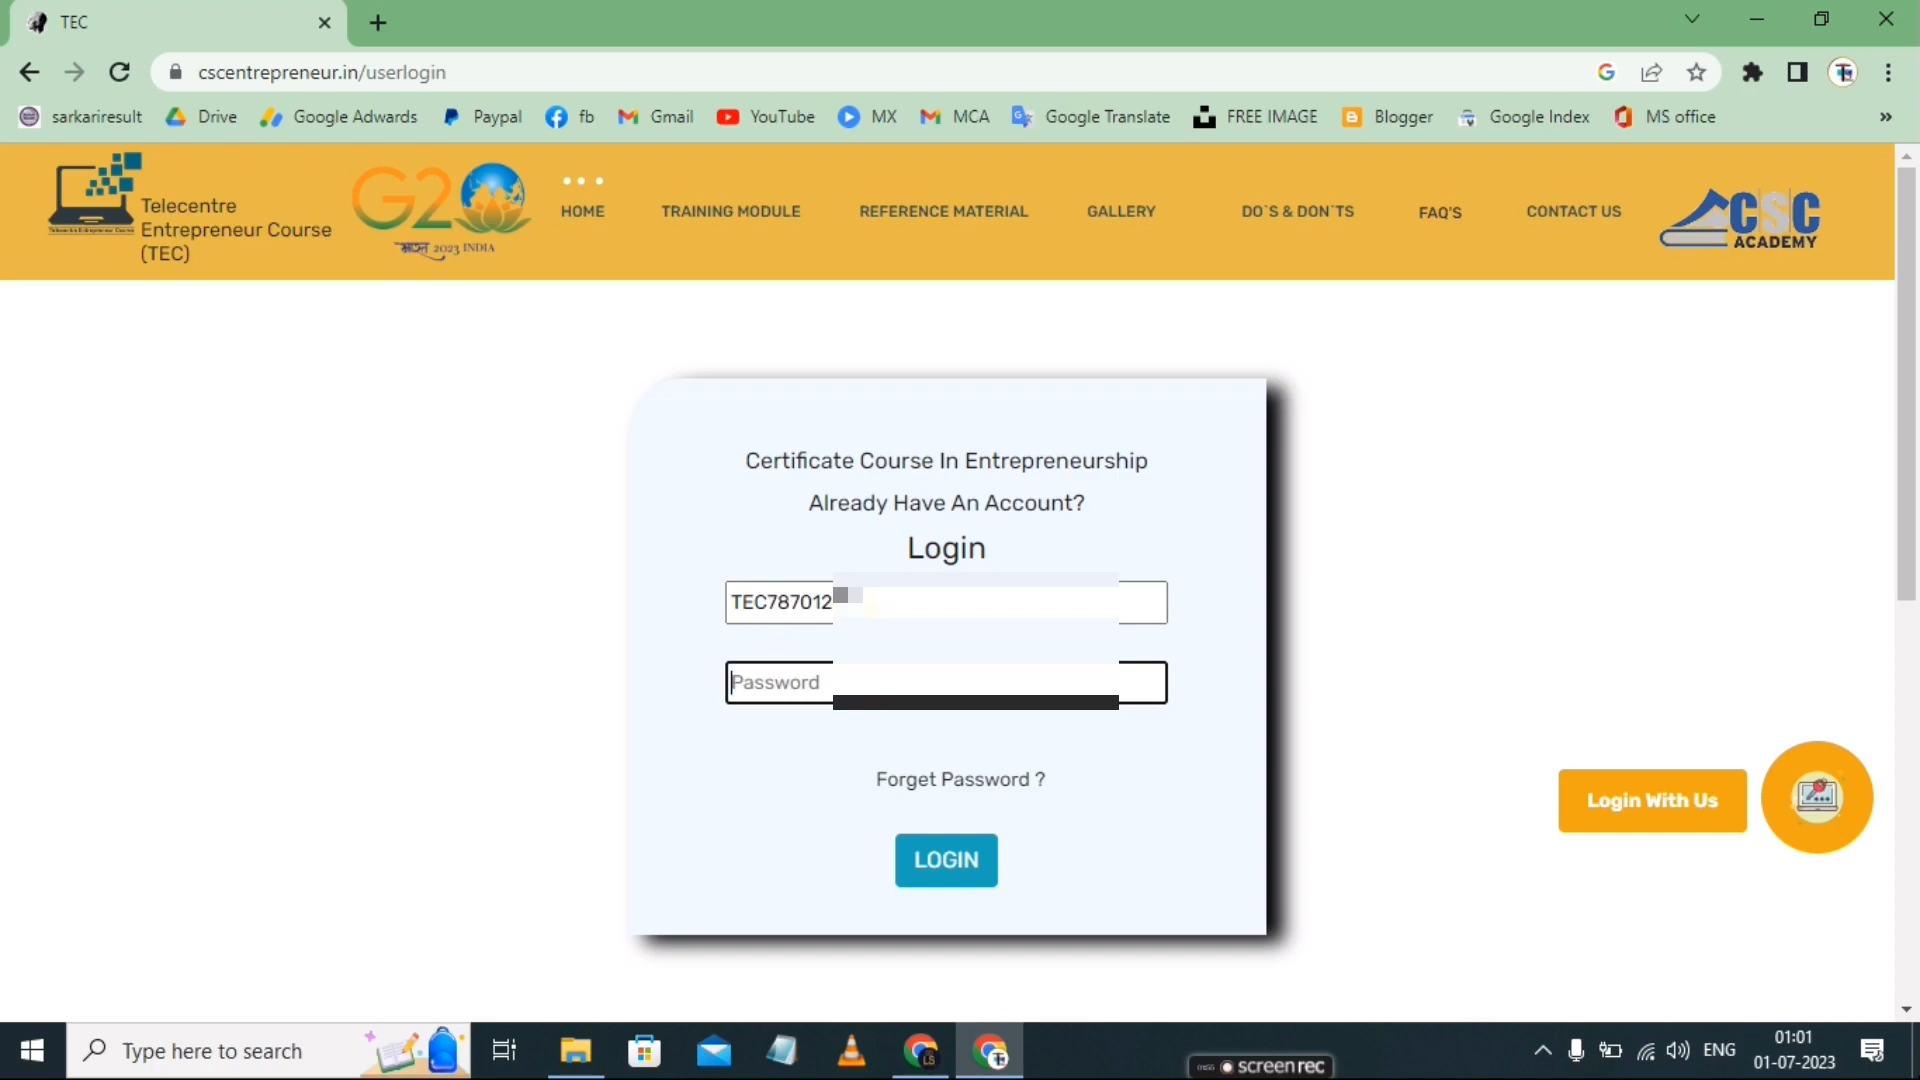 TEC
cscentrepreneur.in/userlogin
sarkariresult Drive Google Adwards Paypal fb Gmail YouTube MX MCA Google Translate FREE IMAGE Blogger Google Index MS office »
Telecentre
Entrepreneur Course
(TEC)
G20
भारत 2023 INDIA
HOME TRAINING MODULE REFERENCE MATERIAL GALLERY DO`S & DON`TS FAQ'S CONTACT US
CSC
ACADEMY
Certificate Course In Entrepreneurship
Already Have An Account?
Login
TEC787012
Password
Forget Password ?
LOGIN
Login With Us
Type here to search
screenrec
ENG
01:01
01-07-2023